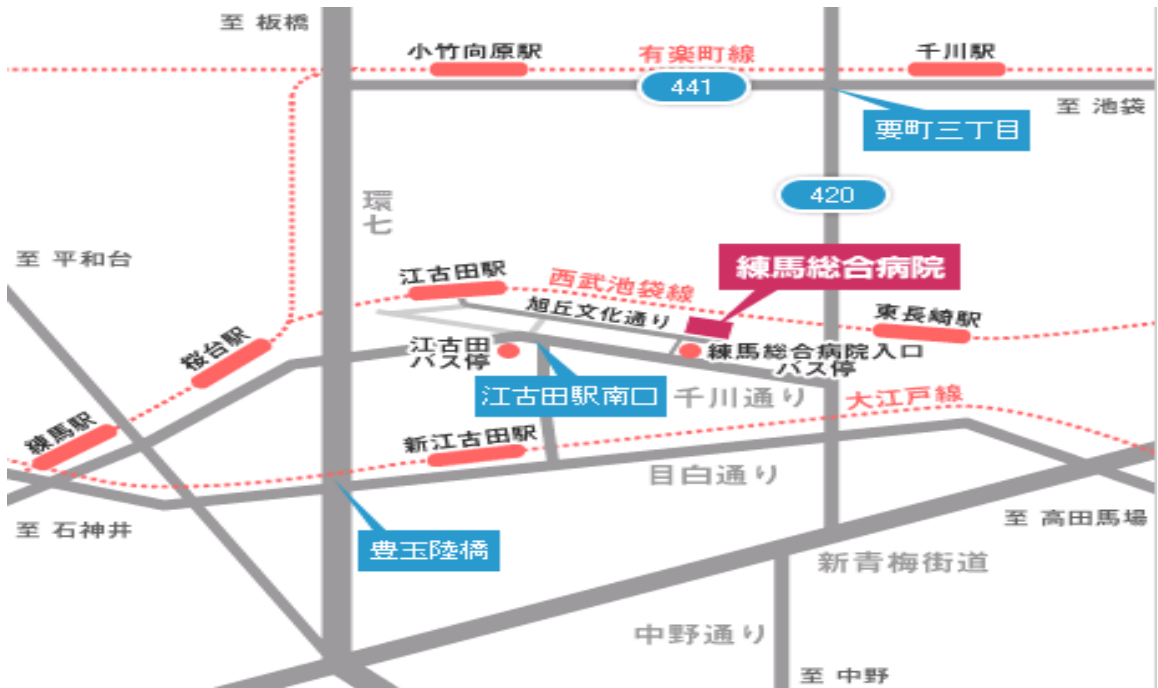 至 板橋
小竹向原駅
有楽町線
千川駅
441
至 池袋
要町三丁目
420
環七
至 平和台
練馬総合病院
江古田駅
西武池袋線
旭丘文化通り
東長崎駅
桜台駅
江古田
バス停
練馬総合病院入口
バス停
江古田駅南口
千川通り
大江戸線
練馬駅
新江古田駅
目白通り
至 石神井
至 高田馬場
豊玉陸橋
新青梅街道
中野通り
至 中野